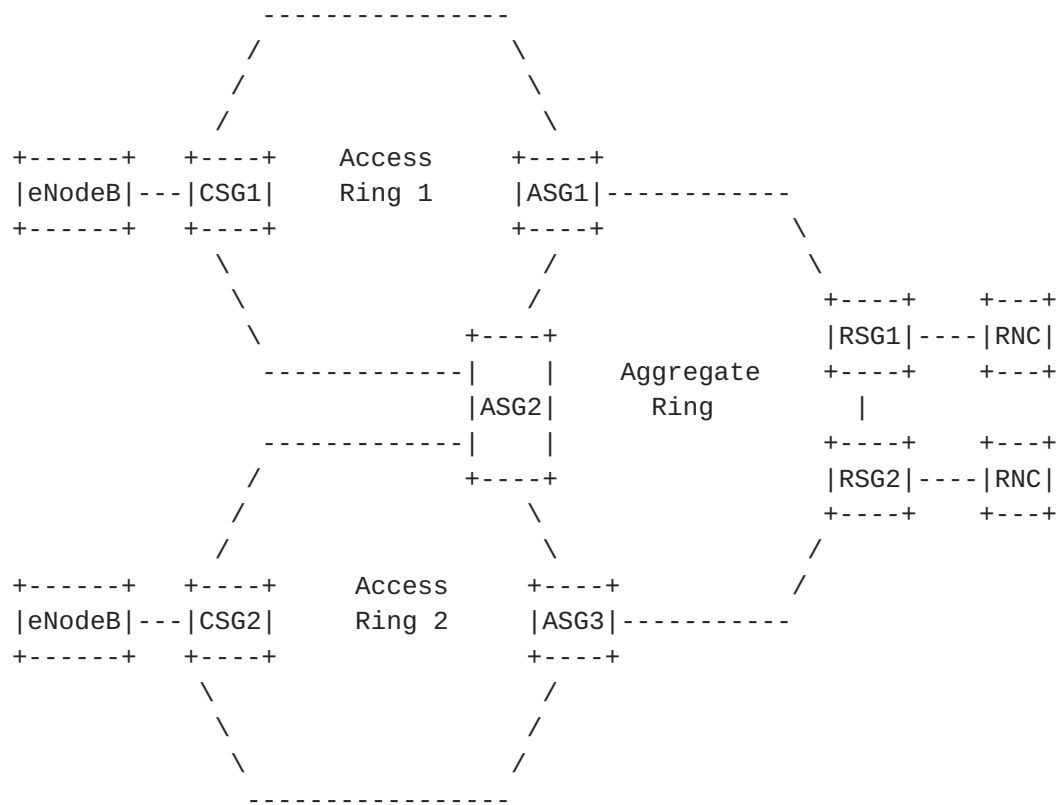 Access
eNodeB CSG1 Ring 1 ASG1
RSG1 RNC
Aggregate
ASG2 Ring
RSG2 RNC
Access
eNodeB CSG2 Ring 2 ASG3